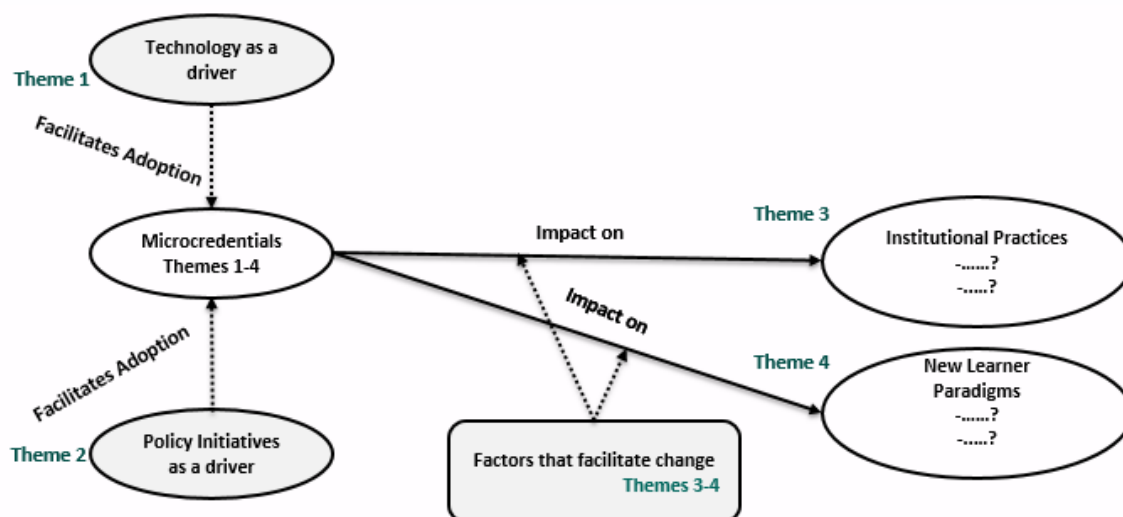 Technology as a
driver
Theme 1
Facilitates Adoption
Microcredentials
Themes 1-4
Impact on
Theme 3
Institutional Practices
-......?
-.....?
Impact on
Facilitates Adoption
Theme 4
New Learner
Paradigms
-......?
-.....?
Theme 2
Policy Initiatives
as a driver
Factors that facilitate change
Themes 3-4